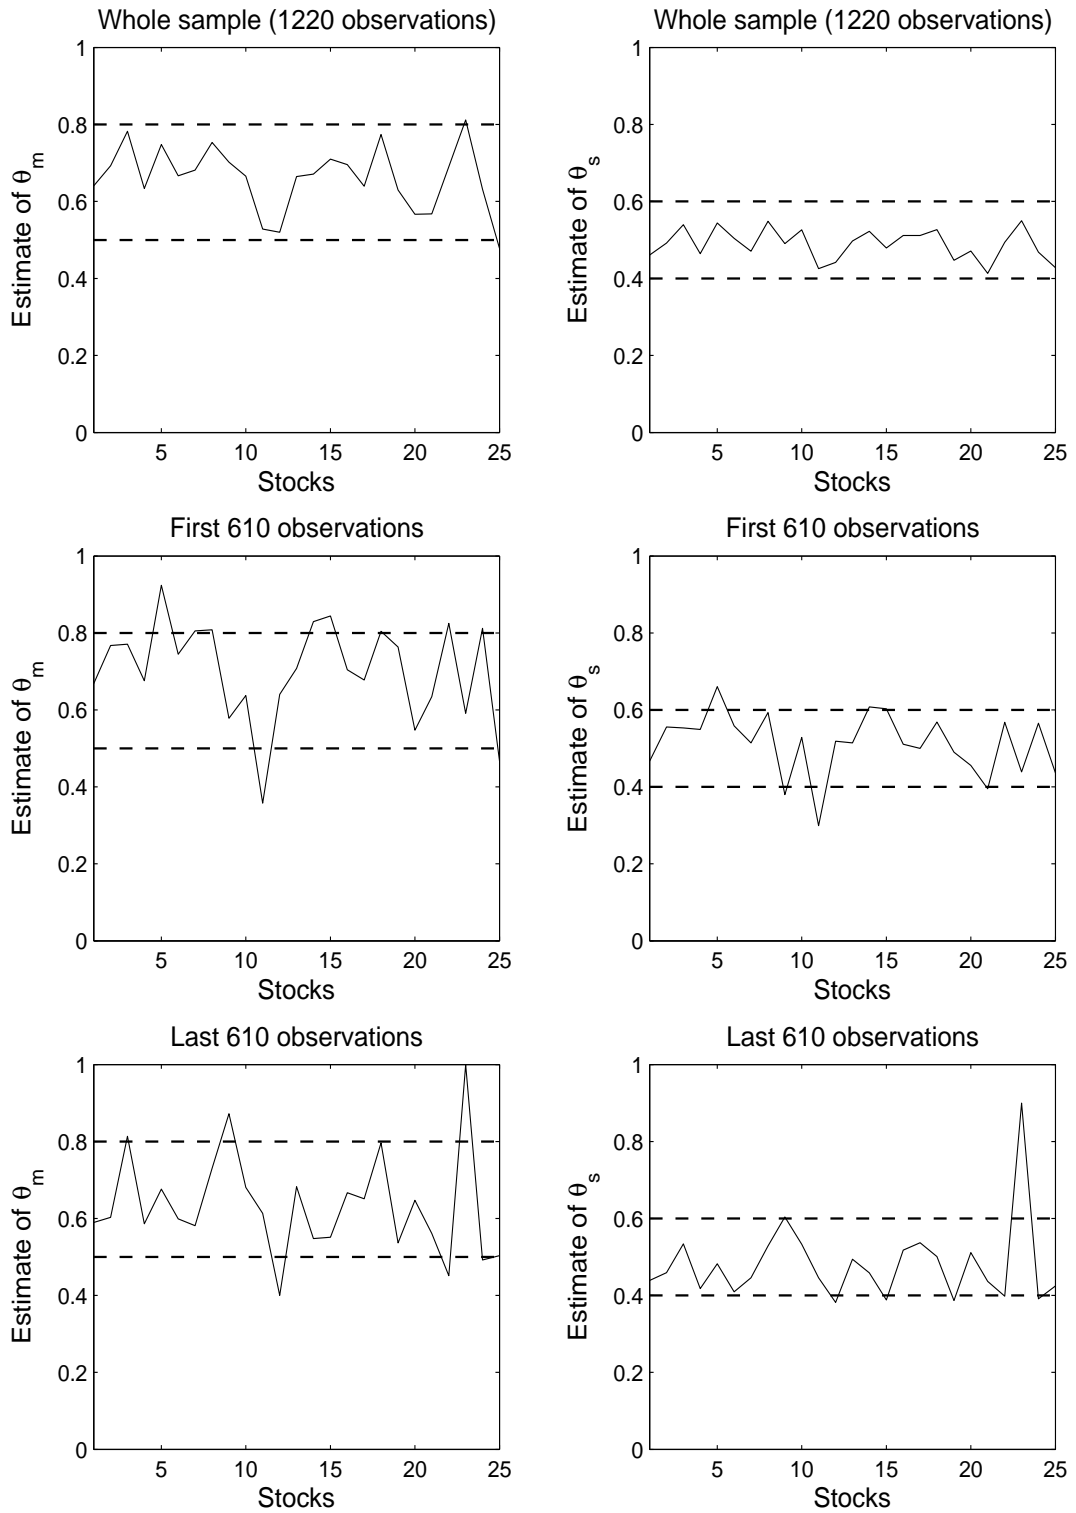 Whole sample (1220 observations)
1
0.8
0.6
0.4
0.2
0
5 10 15 20 25
Estimate of θm
Stocks
Whole sample (1220 observations)
1
0.8
0.6
0.4
0.2
0
5 10 15 20 25
Estimate of θs
Stocks
First 610 observations
1
0.8
0.6
0.4
0.2
0
5 10 15 20 25
Estimate of θm
Stocks
First 610 observations
1
0.8
0.6
0.4
0.2
0
5 10 15 20 25
Estimate of θs
Stocks
Last 610 observations
1
0.8
0.6
0.4
0.2
0
5 10 15 20 25
Estimate of θm
Stocks
Last 610 observations
1
0.8
0.6
0.4
0.2
0
5 10 15 20 25
Estimate of θs
Stocks